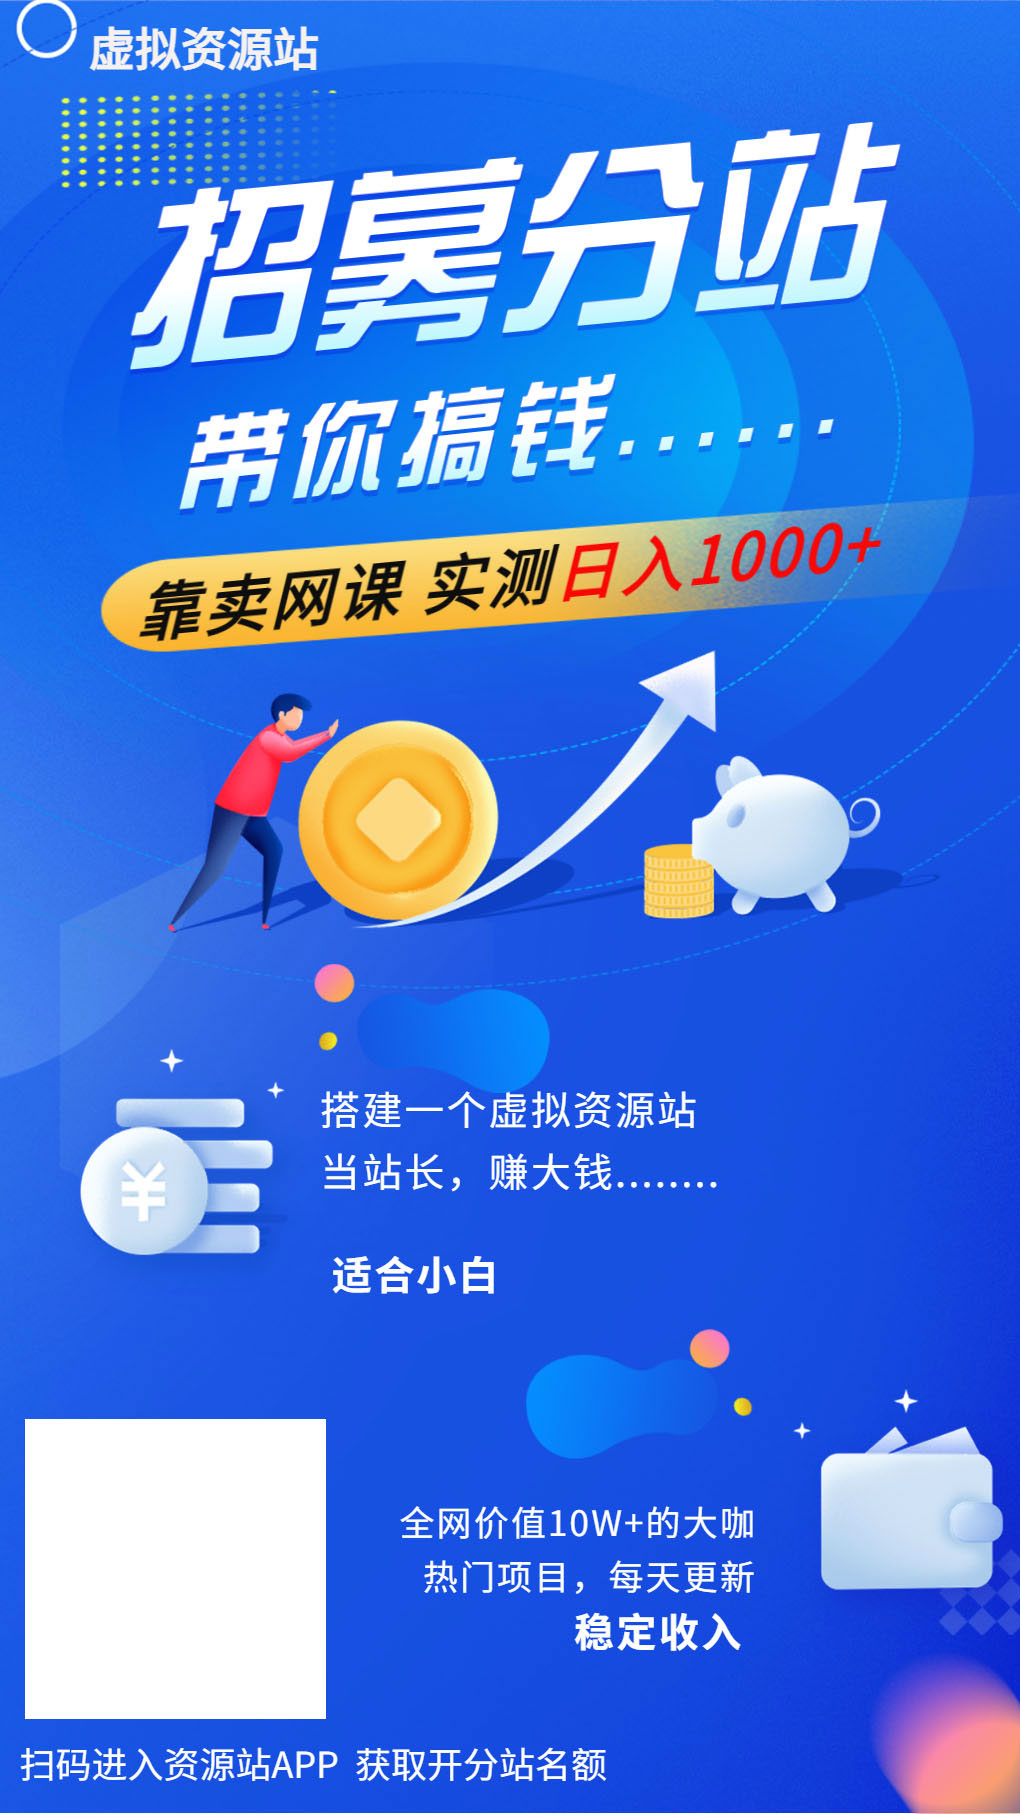 虚拟资源站
招募分站
带你搞钱......
靠卖网课 实测日入1000+
搭建一个虚拟资源站
当站长，赚大钱........
适合小白
全网价值10W+的大咖
热门项目，每天更新
稳定收入
扫码进入资源站APP 获取开分站名额